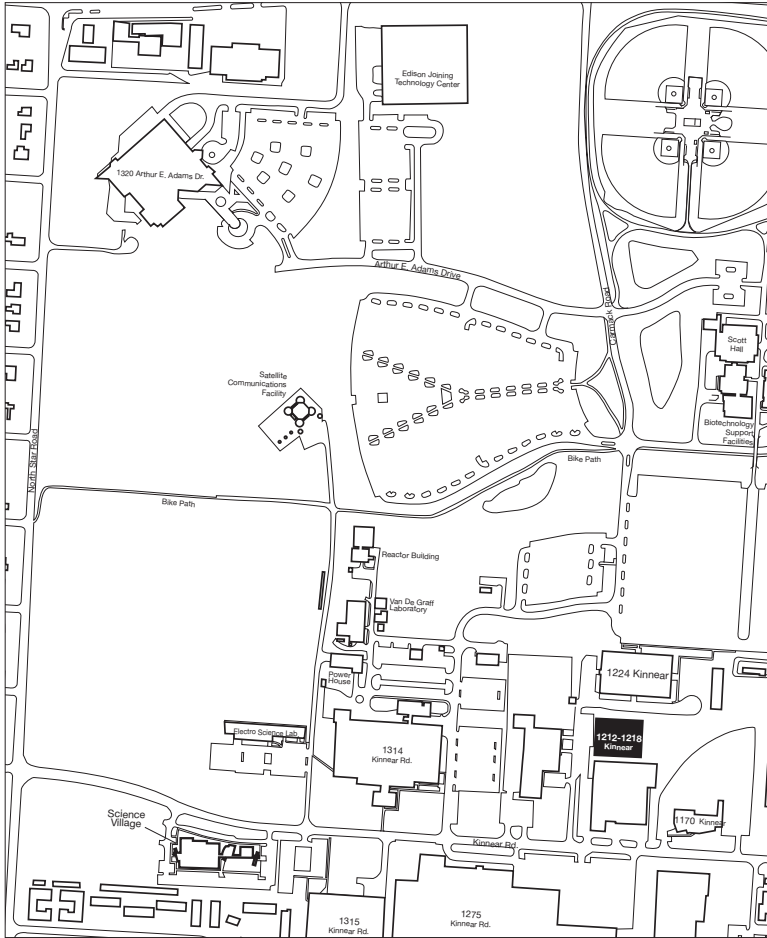 Edison Joining
Technology Center
1320 Arthur E. Adams Dr.
Arthur E. Adams Drive
Carmack Road
Scott
Hall
Satellite
Communications
Facility
Biotechnology
Support
Facilities
North Star Road
Bike Path
Bike Path
Reactor Building
Van De Graff
Laboratory
Power
House
1224 Kinnear
Electro Science Lab
1212-1218
Kinnear
1314
Kinnear Rd.
Science
Village
1170 Kinnear
Kinnear Rd.
1315
Kinnear Rd.
1275
Kinnear Rd.